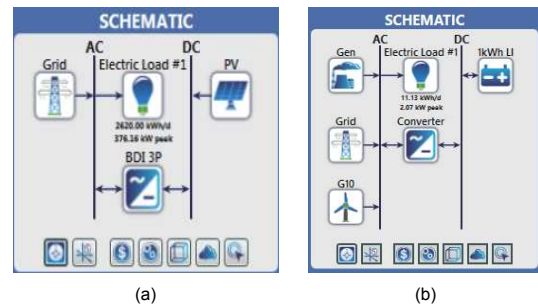 SCHEMATIC
AC DC
Grid Electric Load #1 PV
2620.00 kWh/d
376.16 kW peak
BDI 3P
(a)
SCHEMATIC
AC DC
Gen Electric Load #1 1kWh LI
11.13 kWh/d
2.07 kW peak
Grid Converter
G10
(b)